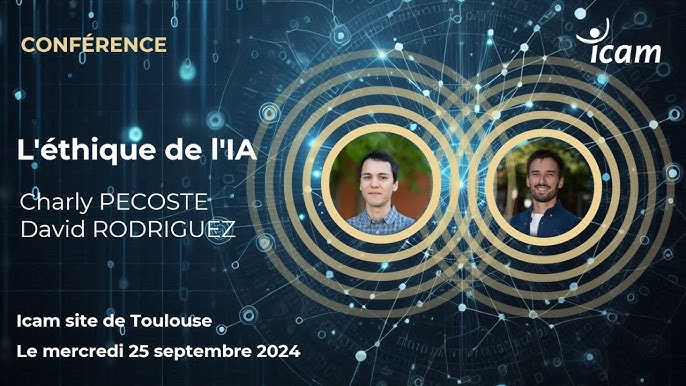 CONFÉRENCE
icam
L'éthique de l'IA
Charly PECOSTE
David RODRIGUEZ
Icam site de Toulouse
Le mercredi 25 septembre 2024